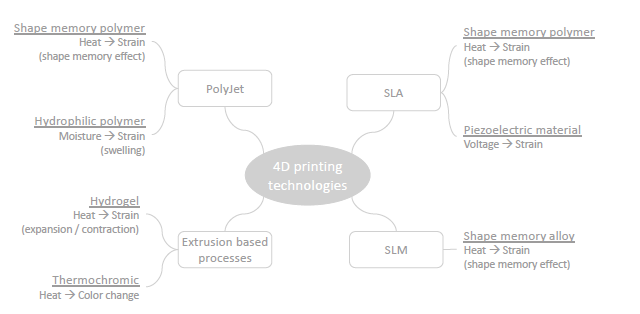 Shape memory polymer
Heat → Strain
(shape memory effect)
PolyJet
Hydrophilic polymer
Moisture → Strain
(swelling)
Shape memory polymer
Heat → Strain
(shape memory effect)
SLA
Piezoelectric material
Voltage → Strain
4D printing
technologies
Hydrogel
Heat → Strain
(expansion / contraction)
Extrusion based
processes
Thermochromic
Heat → Color change
SLM
Shape memory alloy
Heat → Strain
(shape memory effect)